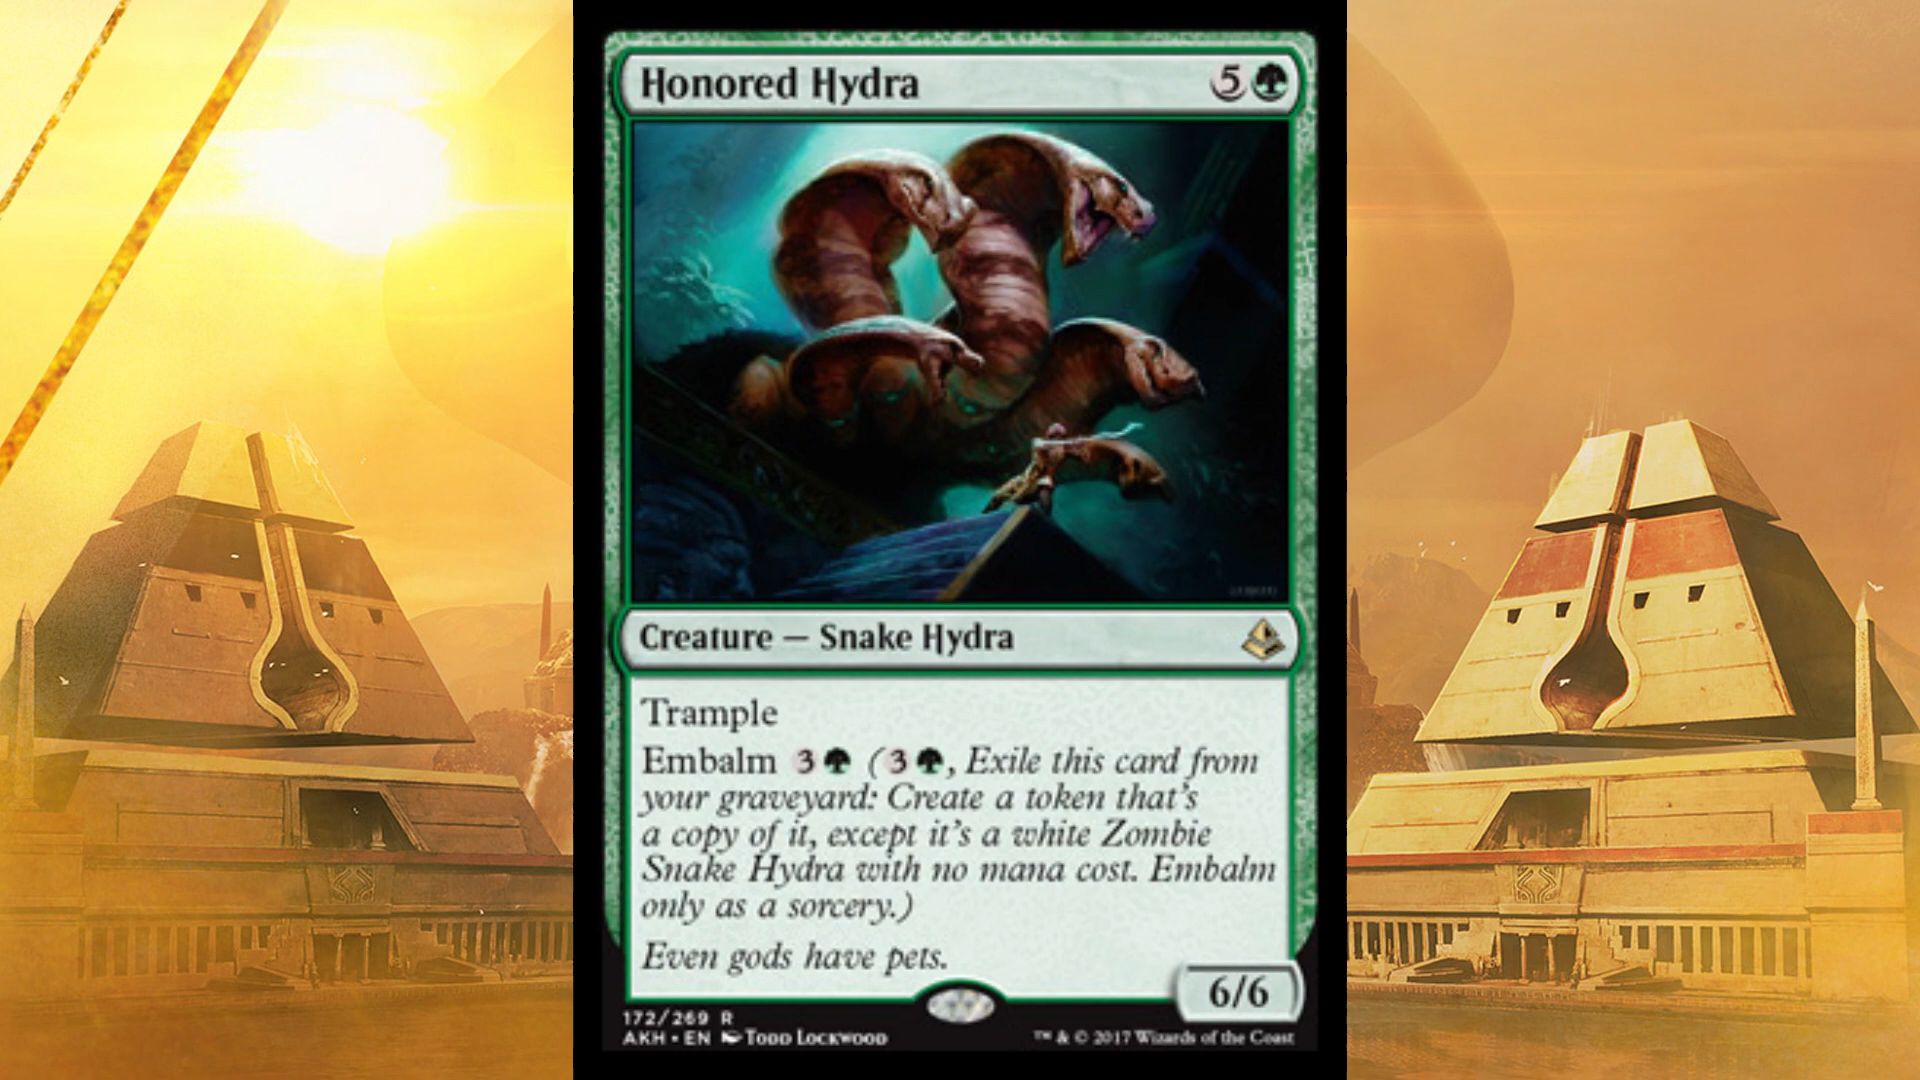 Honored Hydra 5
Creature — Snake Hydra
Trample
Embalm 3 (3, Exile this card from
your graveyard: Create a token that's
a copy of it, except it's a white Zombie
Snake Hydra with no mana cost. Embalm
only as a sorcery.)
Even gods have pets.
6/6
172/269 R
AKH • EN Todd Lockwood
™ & © 2017 Wizards of the Coast